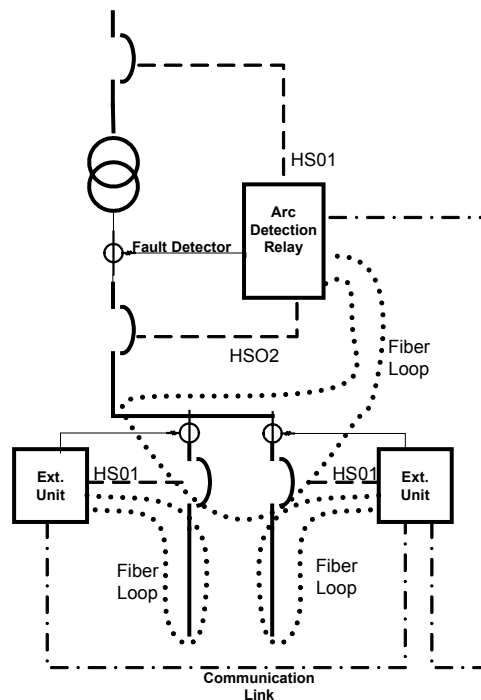 HS01
Arc
Detection
Relay
Fault Detector
HSO2
Fiber
Loop
Ext.
Unit
HS01
HS01
Ext.
Unit
Fiber
Loop
Fiber
Loop
Communication
Link